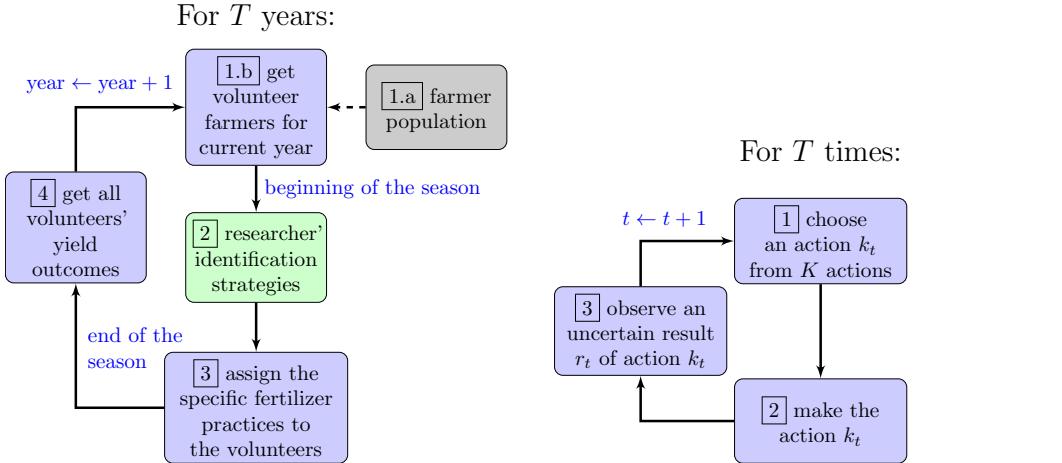 For T years:
1.b get
volunteer
farmers for
current year
1.a farmer
population
year ← year + 1
beginning of the season
2 researcher'
identification
strategies
4 get all
volunteers'
yield
outcomes
end of the
season
3 assign the
specific fertilizer
practices to
the volunteers
For T times:
t ← t + 1
1 choose
an action k_t
from K actions
3 observe an
uncertain result
r_t of action k_t
2 make the
action k_t